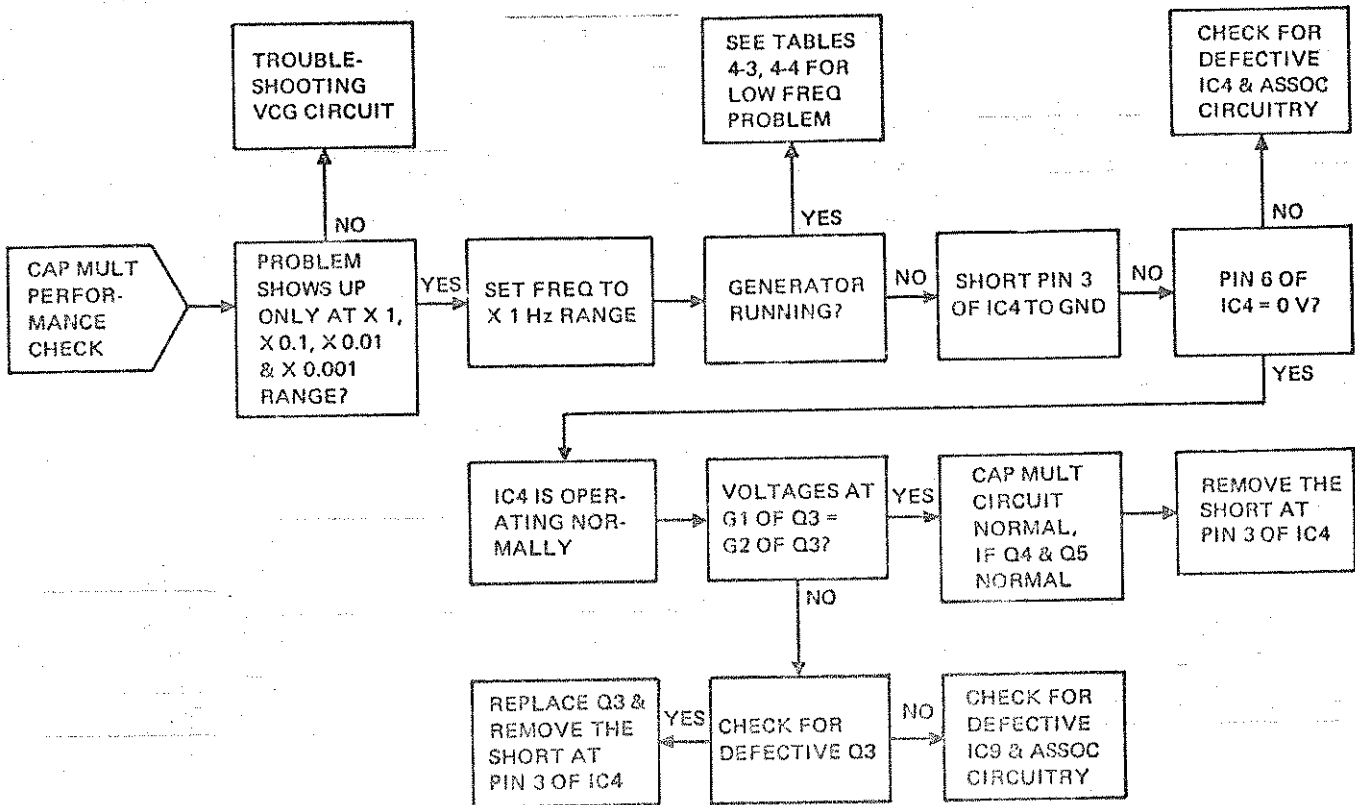 TROUBLE-
SHOOTING
VCG CIRCUIT
SEE TABLES
4-3, 4-4 FOR
LOW FREQ
PROBLEM
CHECK FOR
DEFECTIVE
IC4 & ASSOC
CIRCUITRY
NO
YES
NO
CAP MULT
PERFOR-
MANCE
CHECK
PROBLEM
SHOWS UP
ONLY AT X 1,
X 0.1, X 0.01
& X 0.001
RANGE?
YES
SET FREQ TO
X 1 Hz RANGE
GENERATOR
RUNNING?
NO
SHORT PIN 3
OF IC4 TO GND
NO
PIN 6 OF
IC4 = 0 V?
YES
IC4 IS OPER-
ATING NOR-
MALLY
VOLTAGES AT
G1 OF Q3 =
G2 OF Q3?
YES
CAP MULT
CIRCUIT
NORMAL,
IF Q4 & Q5
NORMAL
REMOVE THE
SHORT AT
PIN 3 OF IC4
NO
REPLACE Q3 &
REMOVE THE
SHORT AT
PIN 3 OF IC4
YES
CHECK FOR
DEFECTIVE Q3
NO
CHECK FOR
DEFECTIVE
IC9 & ASSOC
CIRCUITRY